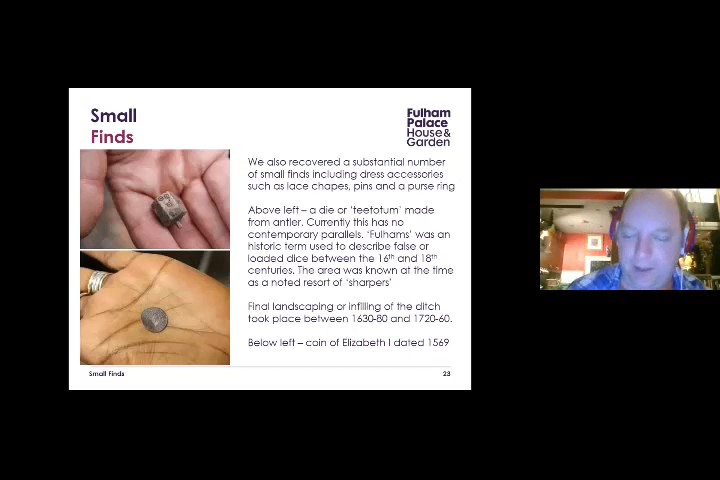 Small
Finds
Fulham
Palace
House &
Garden
We also recovered a substantial number
of small finds including dress accessories
such as lace chapes, pins and a purse ring
Above left – a die or 'teetotum' made
from antler. Currently this has no
contemporary parallels. 'Fulhams' was an
historic term used to describe false or
loaded dice between the 16th and 18th
centuries. The area was known at the time
as a noted resort of 'sharpers'
Final landscaping or infilling of the ditch
took place between 1630-80 and 1720-60.
Below left – coin of Elizabeth I dated 1569
Small Finds
23